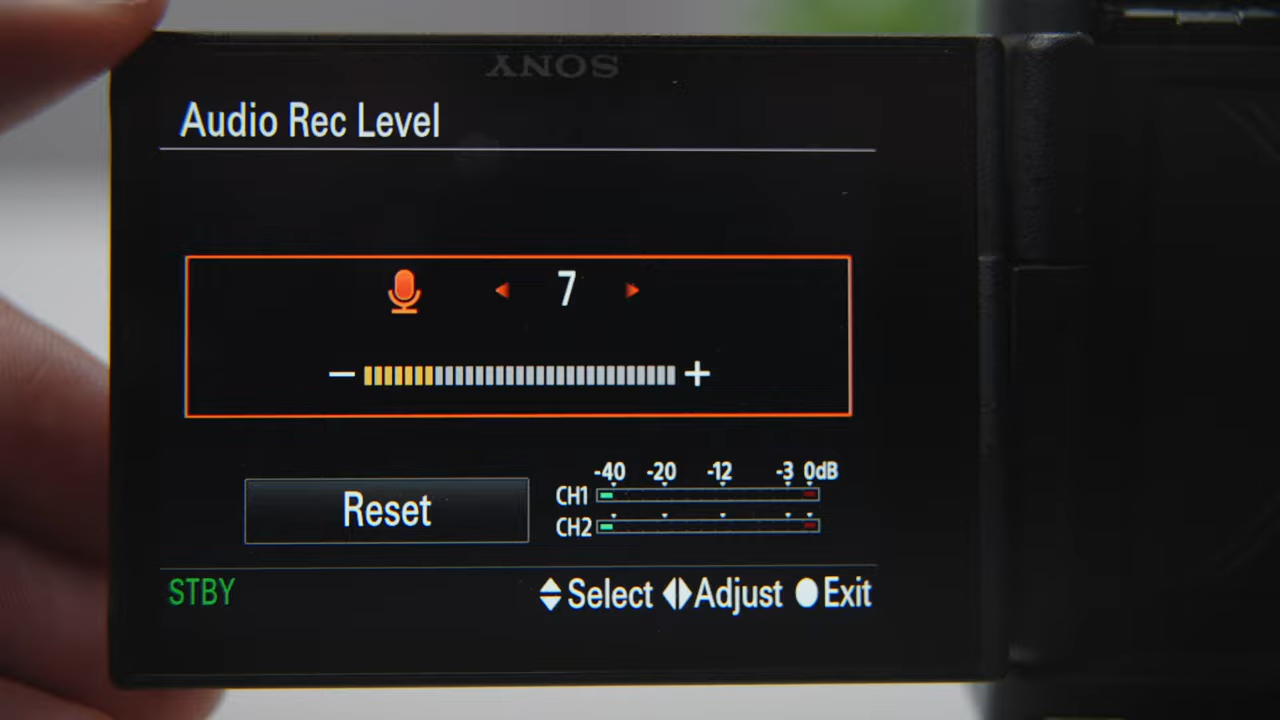 SONY
Audio Rec Level
7
− +
-40 -20 -12 -3 0dB
CH1
Reset
CH2
STBY Select Adjust Exit